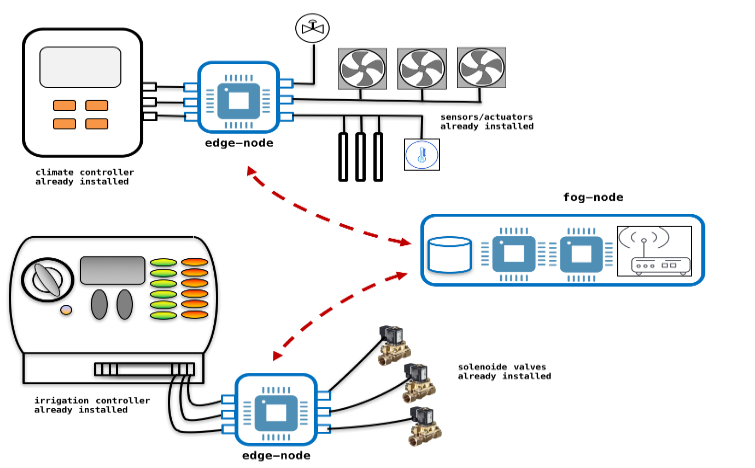 edge-node
sensors/actuators
already installed
climate controller
already installed
fog-node
solenoide valves
already installed
irrigation controller
already installed
edge-node